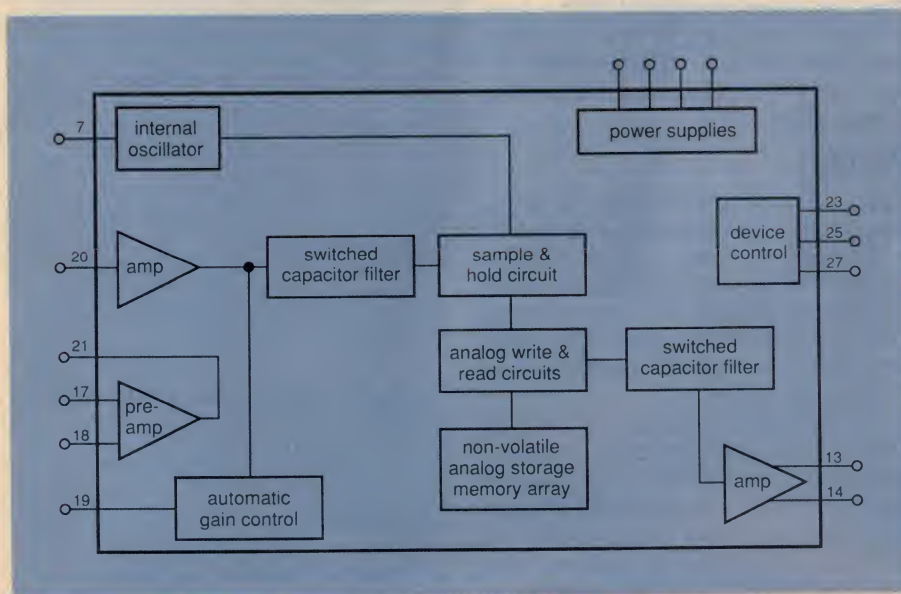 power supplies
7
internal
oscillator
23
device
control
25
27
20
amp
switched
capacitor filter
sample &
hold circuit
21
analog write &
read circuits
switched
capacitor filter
17
pre-
amp
18
non-volatile
analog storage
memory array
19
automatic
gain control
amp
13
14